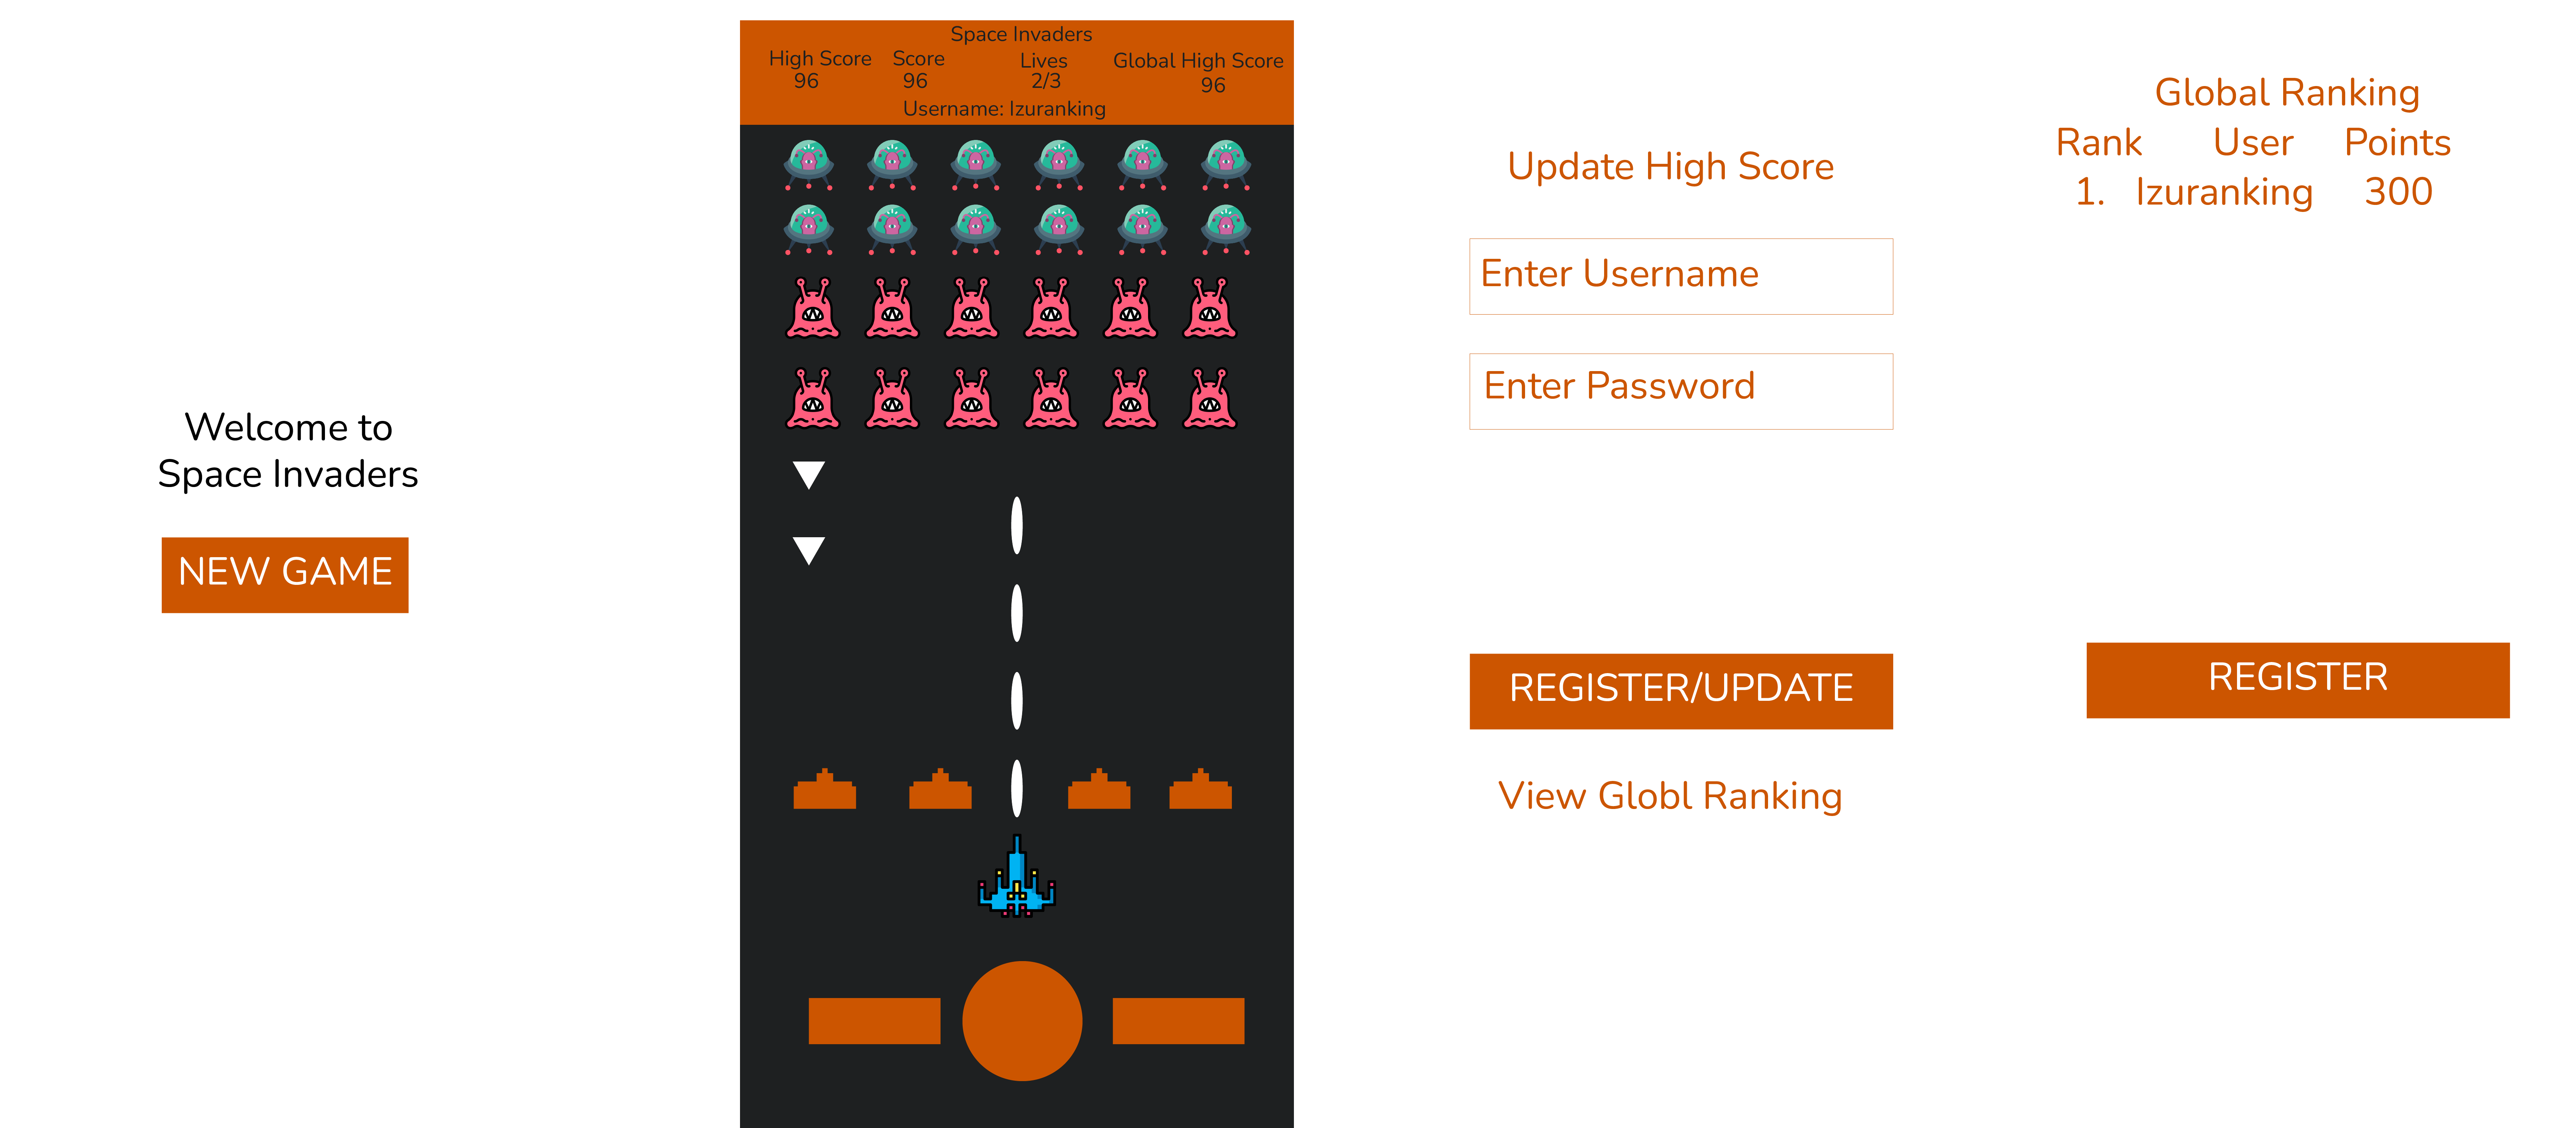 Welcome to
Space Invaders
NEW GAME
Space Invaders
High Score Score Lives Global High Score
96 96 2/3 96
Username: Izuranking
Update High Score
Enter Username
Enter Password
REGISTER/UPDATE
View Globl Ranking
Global Ranking
Rank User Points
1. Izuranking 300
REGISTER